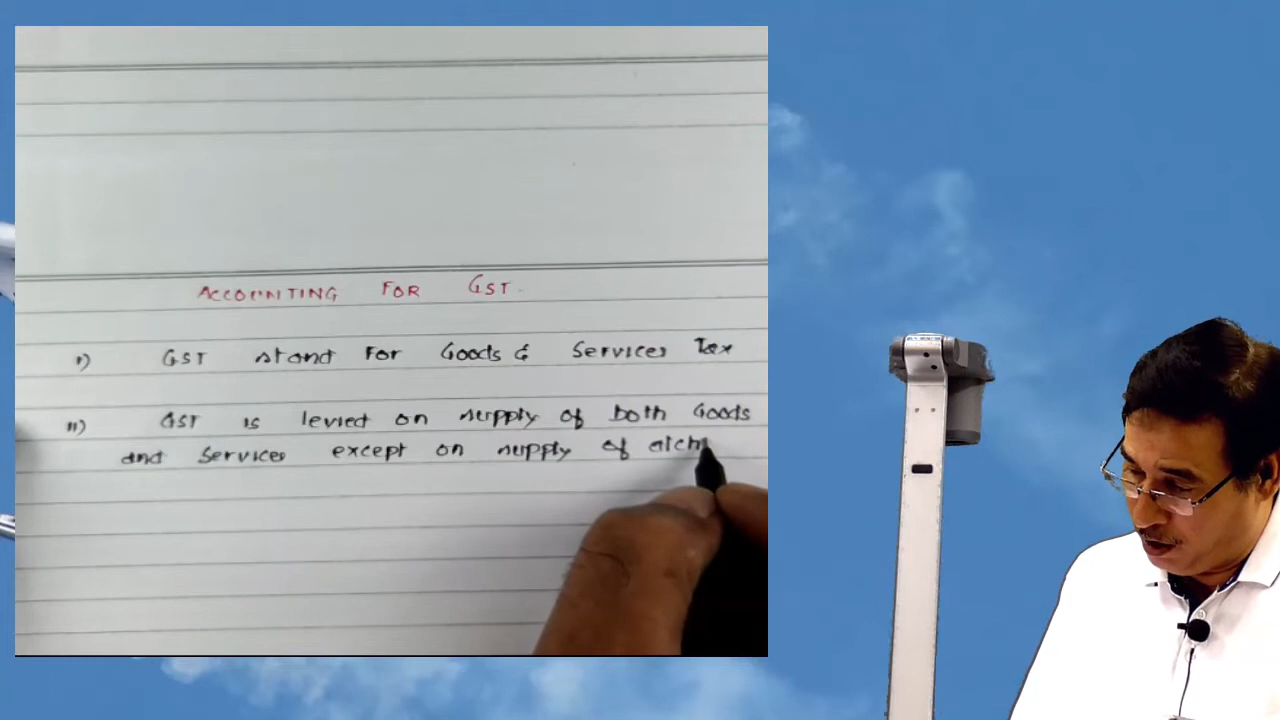 ACCOUNTING FOR GST.
i) GST stand For Goods & Services Tax
ii) GST is levied on supply of both Goods
and Services except on supply of alch